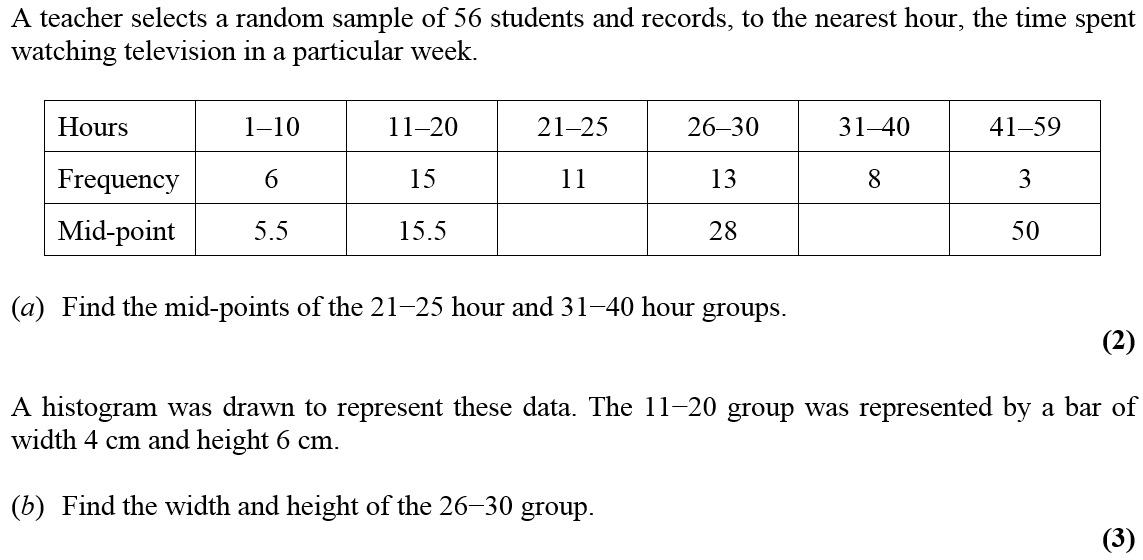 A teacher selects a random sample of 56 students and records, to the nearest hour, the time spent
watching television in a particular week.
Hours 1–10 11–20 21–25 26–30 31–40 41–59
Frequency 6 15 11 13 8 3
Mid-point 5.5 15.5 28 50
(a) Find the mid-points of the 21−25 hour and 31−40 hour groups.
(2)
A histogram was drawn to represent these data. The 11−20 group was represented by a bar of
width 4 cm and height 6 cm.
(b) Find the width and height of the 26−30 group.
(3)